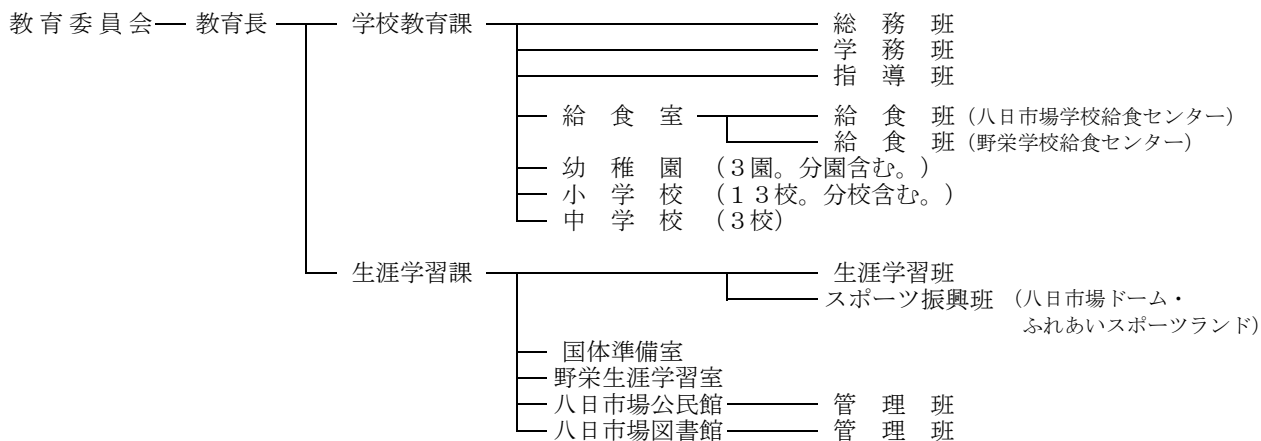 教育委員会 教育長 学校教育課 総務班
学務班
指導班
給食室 給食班（八日市場学校給食センター）
給食班（野栄学校給食センター）
幼稚園 （３園。分園含む。）
小学校 （１３校。分校含む。）
中学校 （３校）
生涯学習課 生涯学習班
スポーツ振興班 （八日市場ドーム・
ふれあいスポーツランド）
国体準備室
野栄生涯学習室
八日市場公民館 管理班
八日市場図書館 管理班